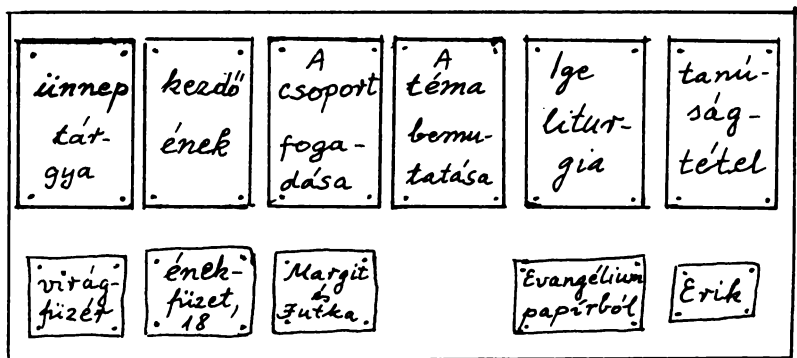 ünnep
tár-
gya
kezdő
ének
A
csoport
foga-
dása
A
téma
bemu-
tatása
Ige
litur-
gia
tanú-
ság-
tétel
virág-
füzér
ének-
füzet,
18
Margit
és
Jutka
Evangélium
papírból
Erik